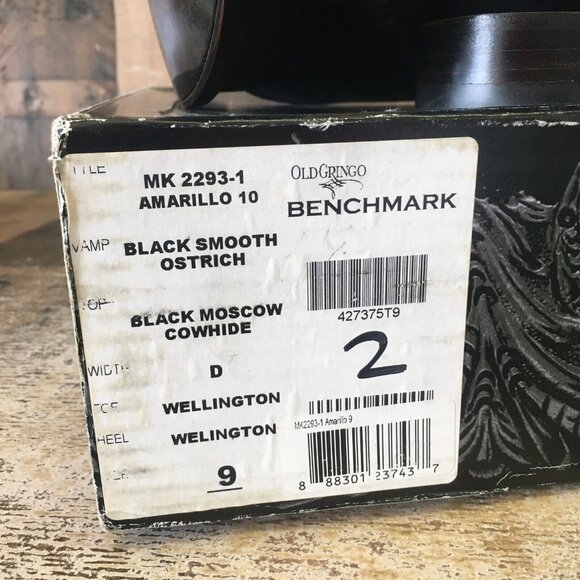 MK 2293-1
AMARILLO 10
OLD GRINGO
BENCHMARK
VAMP BLACK SMOOTH
OSTRICH
427375T9
BLACK MOSCOW
COWHIDE
2
WIDTH D
WELLINGTON
HEEL WELINGTON
9
MK2293-1 Amarillo 9
8 88301 23743 7